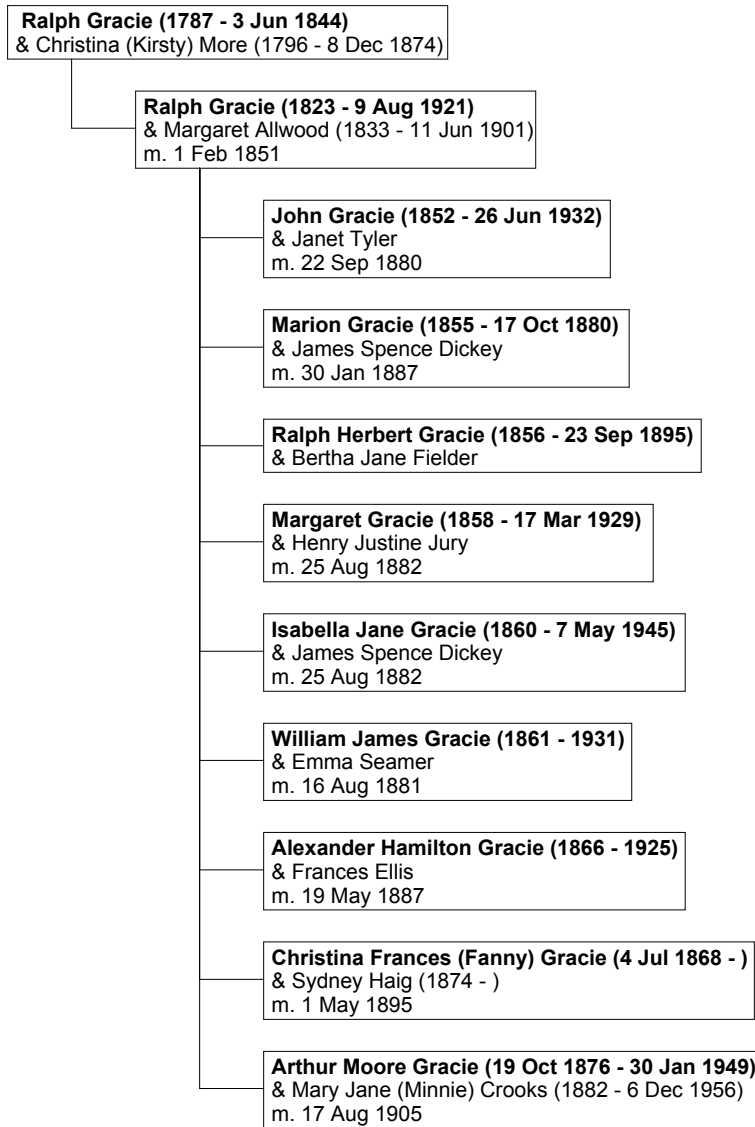 Ralph Gracie (1787 - 3 Jun 1844)
& Christina (Kirsty) More (1796 - 8 Dec 1874)
Ralph Gracie (1823 - 9 Aug 1921)
& Margaret Allwood (1833 - 11 Jun 1901)
m. 1 Feb 1851
John Gracie (1852 - 26 Jun 1932)
& Janet Tyler
m. 22 Sep 1880
Marion Gracie (1855 - 17 Oct 1880)
& James Spence Dickey
m. 30 Jan 1887
Ralph Herbert Gracie (1856 - 23 Sep 1895)
& Bertha Jane Fielder
Margaret Gracie (1858 - 17 Mar 1929)
& Henry Justine Jury
m. 25 Aug 1882
Isabella Jane Gracie (1860 - 7 May 1945)
& James Spence Dickey
m. 25 Aug 1882
William James Gracie (1861 - 1931)
& Emma Seamer
m. 16 Aug 1881
Alexander Hamilton Gracie (1866 - 1925)
& Frances Ellis
m. 19 May 1887
Christina Frances (Fanny) Gracie (4 Jul 1868 - )
& Sydney Haig (1874 - )
m. 1 May 1895
Arthur Moore Gracie (19 Oct 1876 - 30 Jan 1949)
& Mary Jane (Minnie) Crooks (1882 - 6 Dec 1956)
m. 17 Aug 1905